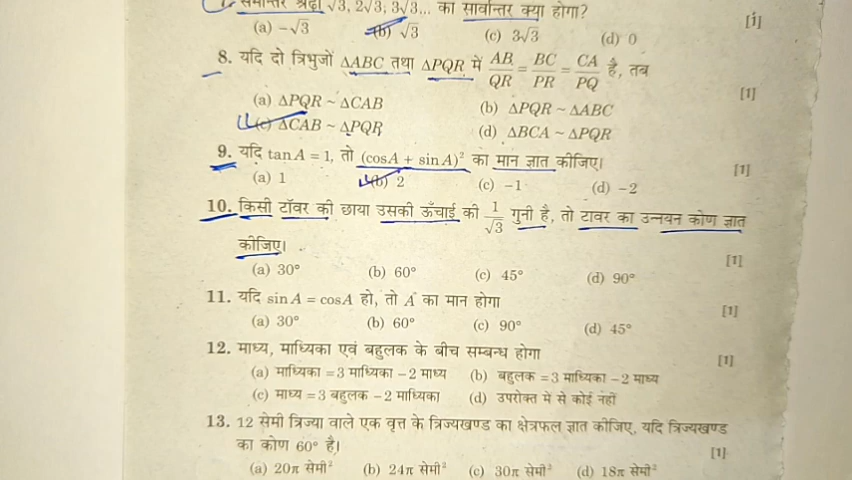 7. समान्तर श्रेढ़ी √3, 2√3, 3√3... का सार्वान्तर क्या होगा? [1]
(a) –√3 (b) √3 (c) 3√3 (d) 0
8. यदि दो त्रिभुजों ΔABC तथा ΔPQR में AB/QR = BC/PR = CA/PQ है, तब [1]
(a) ΔPQR ~ ΔCAB (b) ΔPQR ~ ΔABC
(c) ΔCAB ~ ΔPQR (d) ΔBCA ~ ΔPQR
9. यदि tan A = 1, तो (cosA + sin A)² का मान ज्ञात कीजिए। [1]
(a) 1 (b) 2 (c) –1 (d) –2
10. किसी टॉवर की छाया उसकी ऊँचाई की 1/√3 गुनी है, तो टावर का उन्नयन कोण ज्ञात
कीजिए। [1]
(a) 30° (b) 60° (c) 45° (d) 90°
11. यदि sin A = cos A हो, तो A का मान होगा [1]
(a) 30° (b) 60° (c) 90° (d) 45°
12. माध्य, माध्यिका एवं बहुलक के बीच सम्बन्ध होगा [1]
(a) माध्यिका = 3 माध्यिका – 2 माध्य (b) बहुलक = 3 माध्यिका – 2 माध्य
(c) माध्य = 3 बहुलक – 2 माध्यिका (d) उपरोक्त में से कोई नहीं
13. 12 सेमी त्रिज्या वाले एक वृत्त के त्रिज्यखण्ड का क्षेत्रफल ज्ञात कीजिए, यदि त्रिज्यखण्ड
का कोण 60° है। [1]
(a) 20π सेमी² (b) 24π सेमी² (c) 30π सेमी² (d) 18π सेमी²